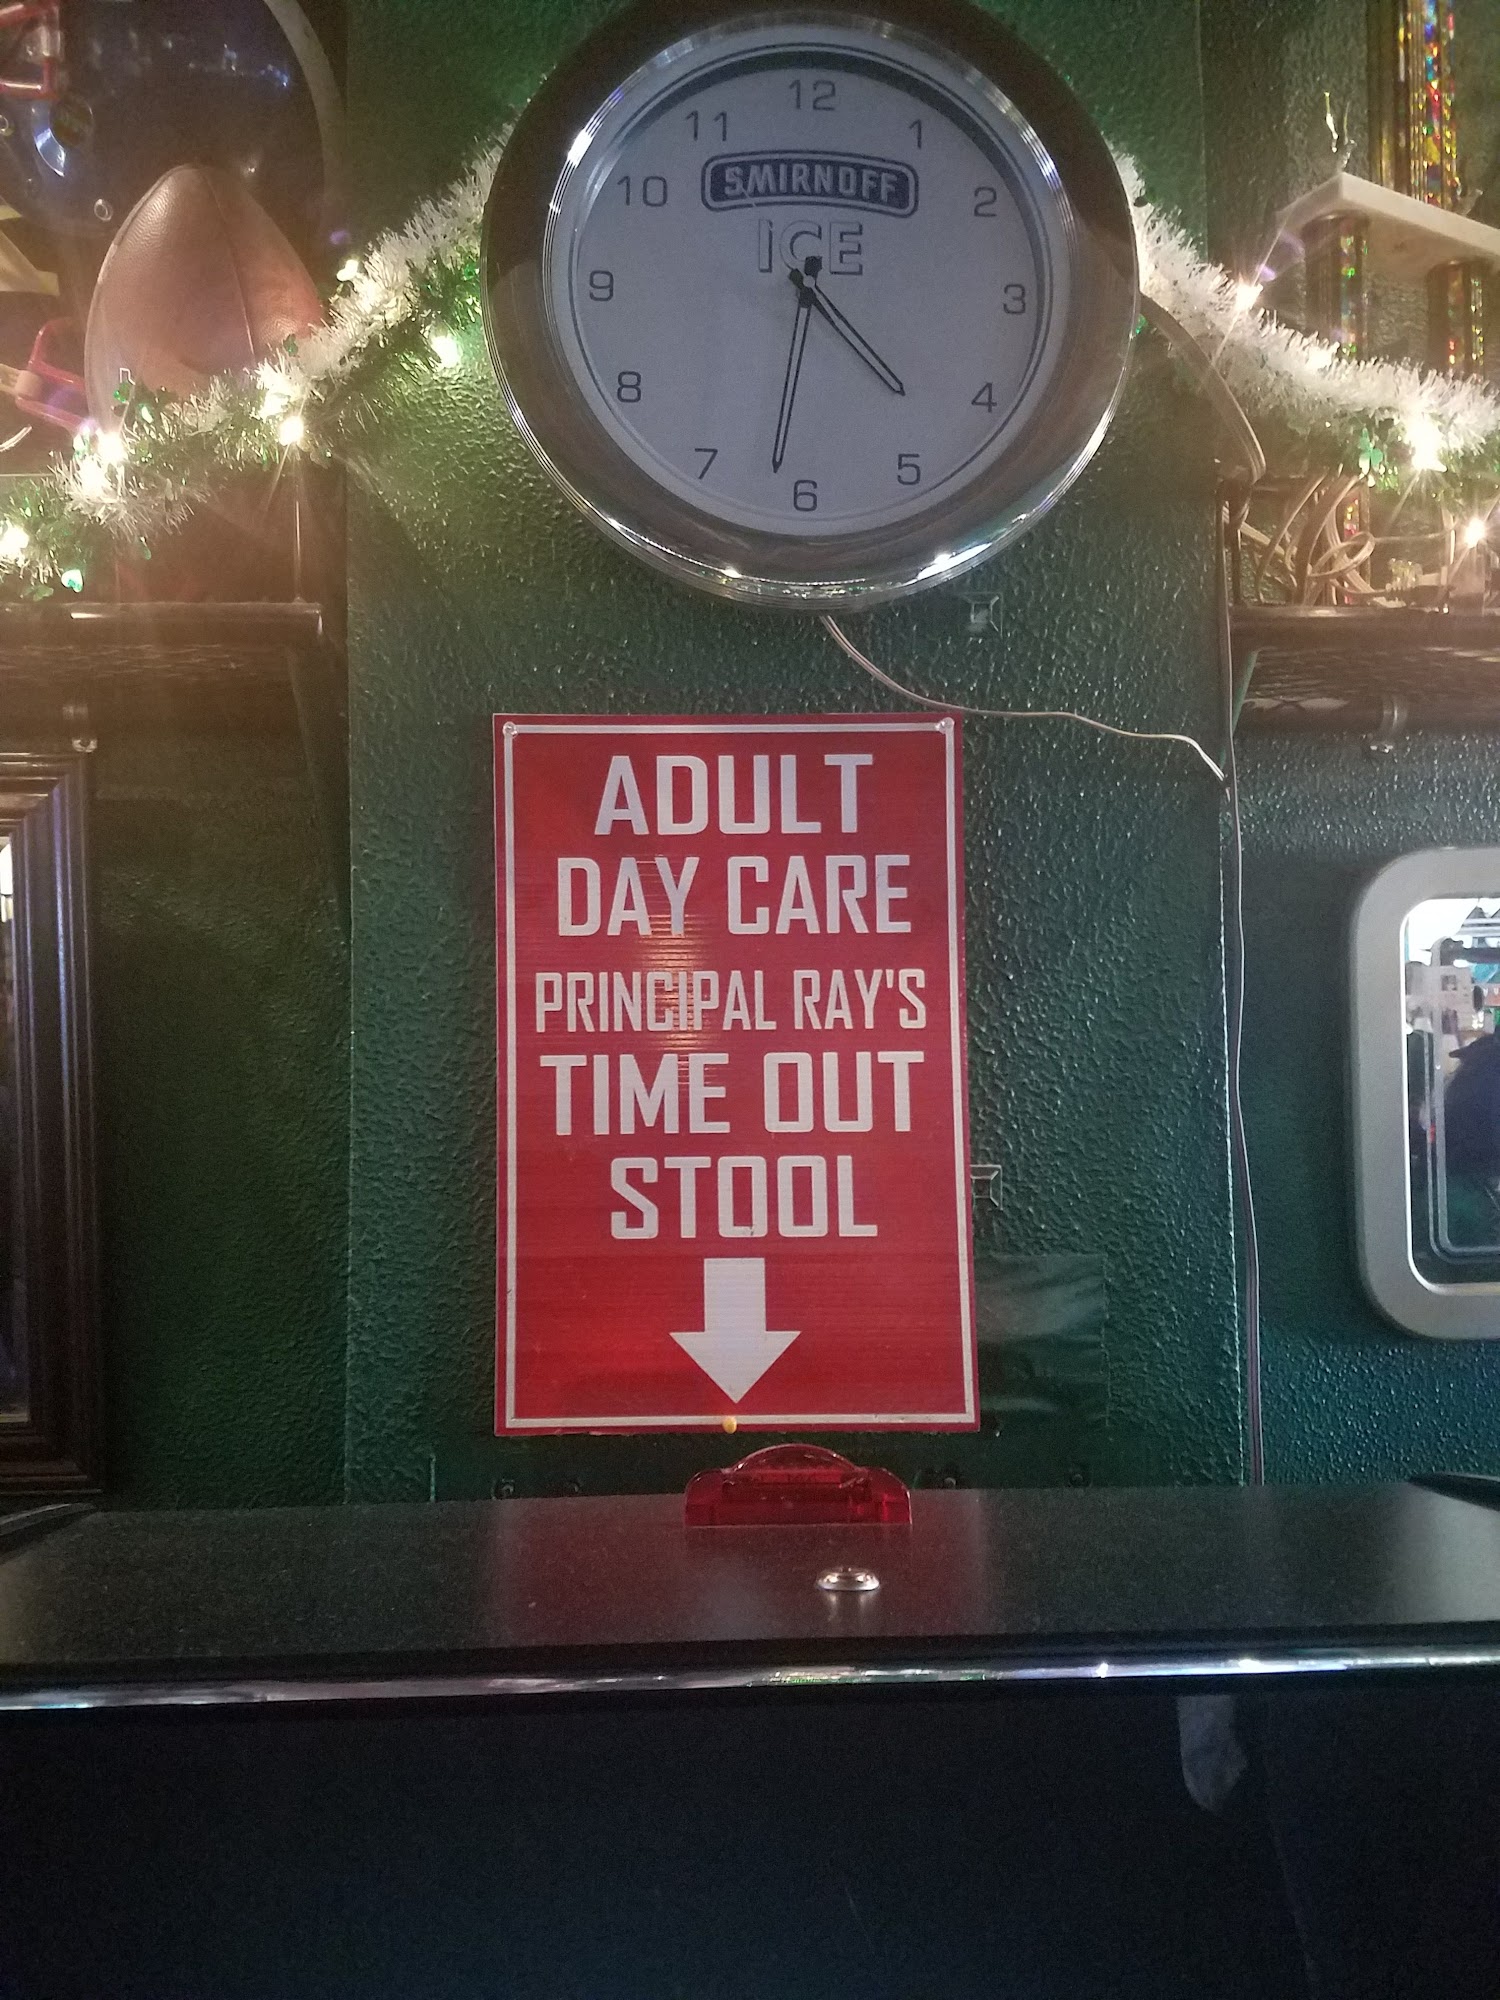 12
11 1
SMIRNOFF
10 2
ICE
9 3
8 4
7 5
6
ADULT
DAY CARE
PRINCIPAL RAY'S
TIME OUT
STOOL